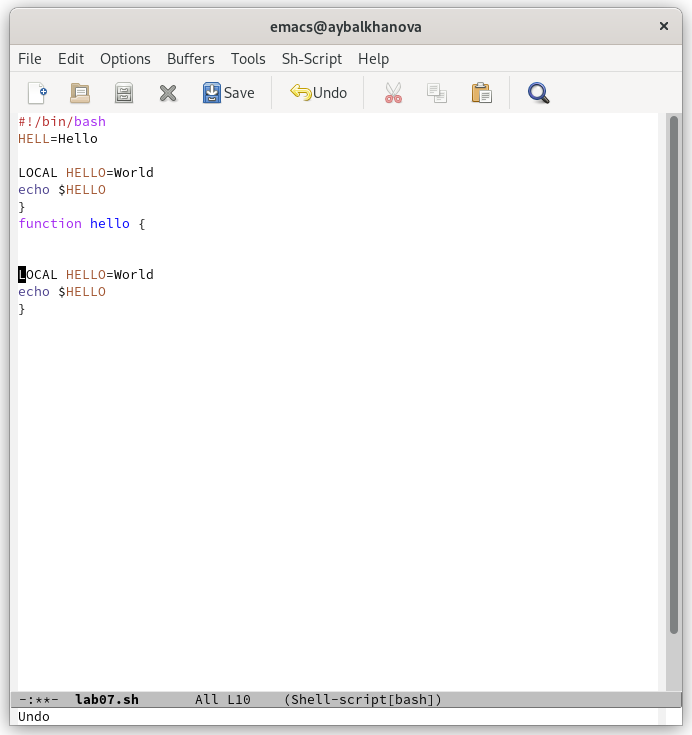 emacs@aybalkhanova ×
File Edit Options Buffers Tools Sh-Script Help
Save Undo
#!/bin/bash
HELL=Hello
LOCAL HELLO=World
echo $HELLO
}
function hello {
LOCAL HELLO=World
echo $HELLO
}
-:**- lab07.sh All L10 (Shell-script[bash])
Undo